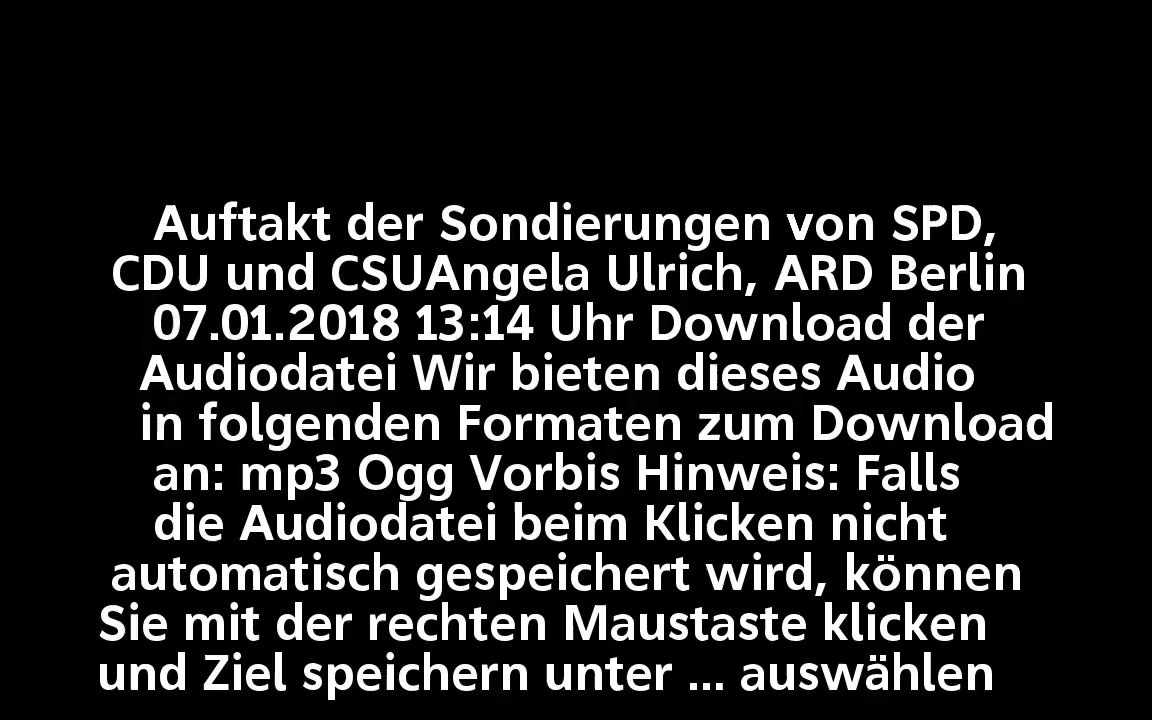 Auftakt der Sondierungen von SPD,
CDU und CSUAngela Ulrich, ARD Berlin
07.01.2018 13:14 Uhr Download der
Audiodatei Wir bieten dieses Audio
in folgenden Formaten zum Download
an: mp3 Ogg Vorbis Hinweis: Falls
die Audiodatei beim Klicken nicht
automatisch gespeichert wird, können
Sie mit der rechten Maustaste klicken
und Ziel speichern unter ... auswählen